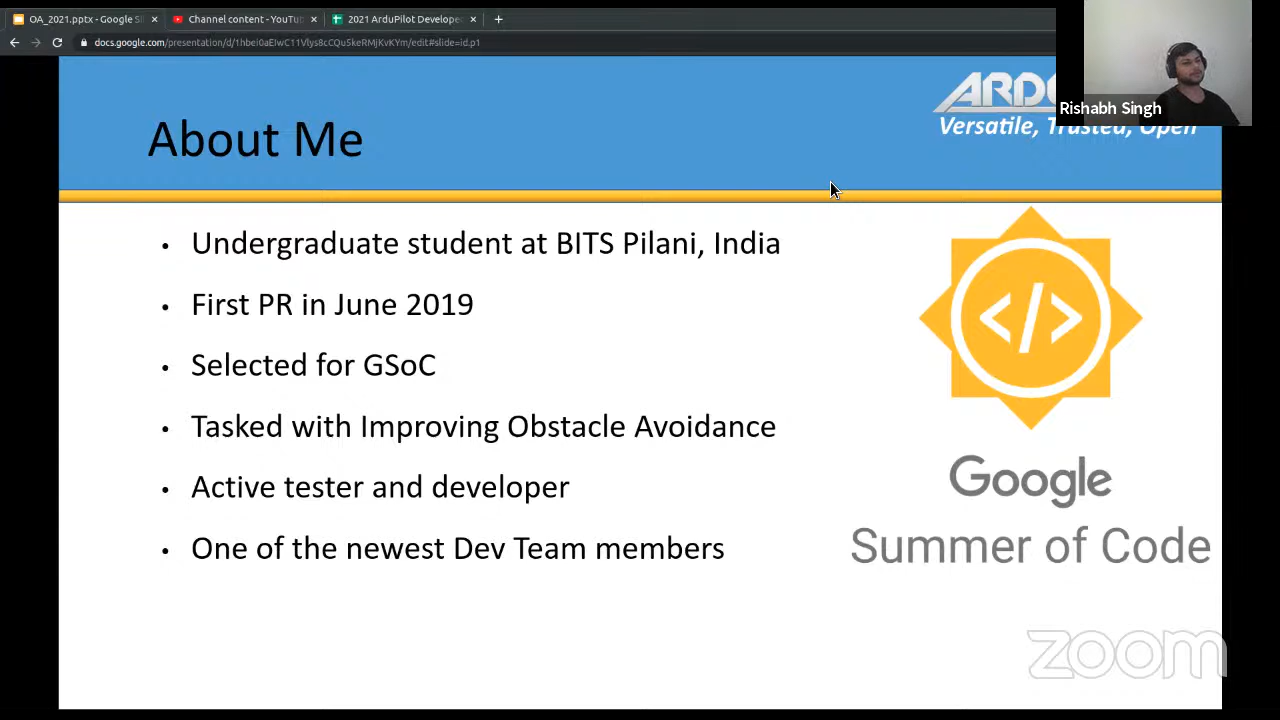 OA_2021.pptx - Google Sl
Channel content - YouTu
2021 ArduPilot Develope
docs.google.com/presentation/d/1hbei0aEIwC11Vlys8cCQu5keRMjKvKYm/edit#slide=id.p1
Rishabh Singh
ARD
Versatile, Trusted, Open
About Me
• Undergraduate student at BITS Pilani, India
• First PR in June 2019
• Selected for GSoC
• Tasked with Improving Obstacle Avoidance
• Active tester and developer
• One of the newest Dev Team members
</>
Google
Summer of Code
zoom